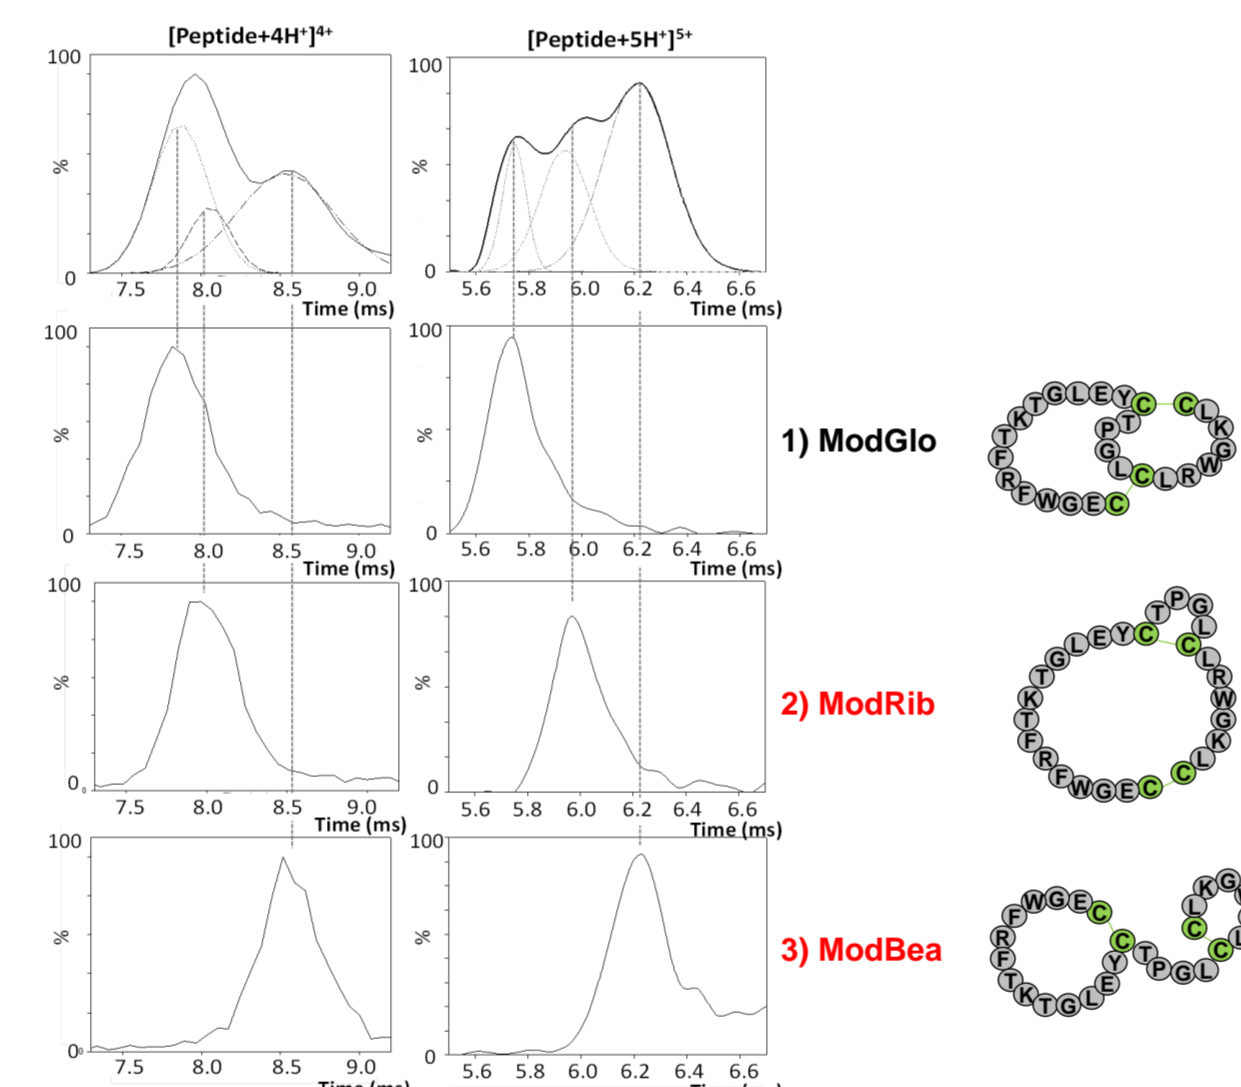 [Peptide+4H⁺]⁴⁺ [Peptide+5H⁺]⁵⁺
100 100
% %
0 0
7.5 8.0 8.5 9.0 5.6 5.8 6.0 6.2 6.4 6.6
Time (ms) Time (ms)
100 100
% %
0 0
7.5 8.0 8.5 9.0 5.6 5.8 6.0 6.2 6.4 6.6
Time (ms) Time (ms)
1) ModGlo
C E G W F R F T K T G L E Y C T P G L C L R W G K L C
100 100
% %
0 0
7.5 8.0 8.5 9.0 5.6 5.8 6.0 6.2 6.4 6.6
Time (ms) Time (ms)
2) ModRib
C E G W F R F T K T G L E Y C T P G L C L R W G K L C
100 100
% %
0 0
7.5 8.0 8.5 9.0 5.6 5.8 6.0 6.2 6.4 6.6
Time (ms) Time (ms)
3) ModBea
C E G W F R F T K T G L E Y C T P G L C L G K L C